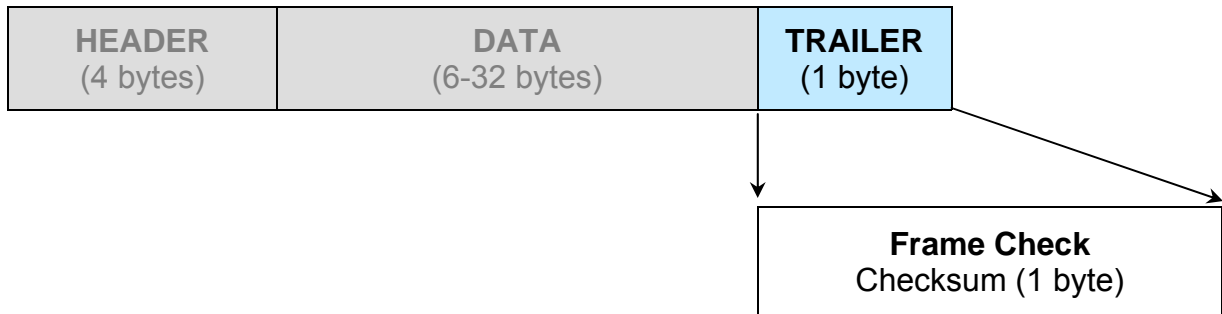 HEADER
(4 bytes)
DATA
(6-32 bytes)
TRAILER
(1 byte)
Frame Check
Checksum (1 byte)